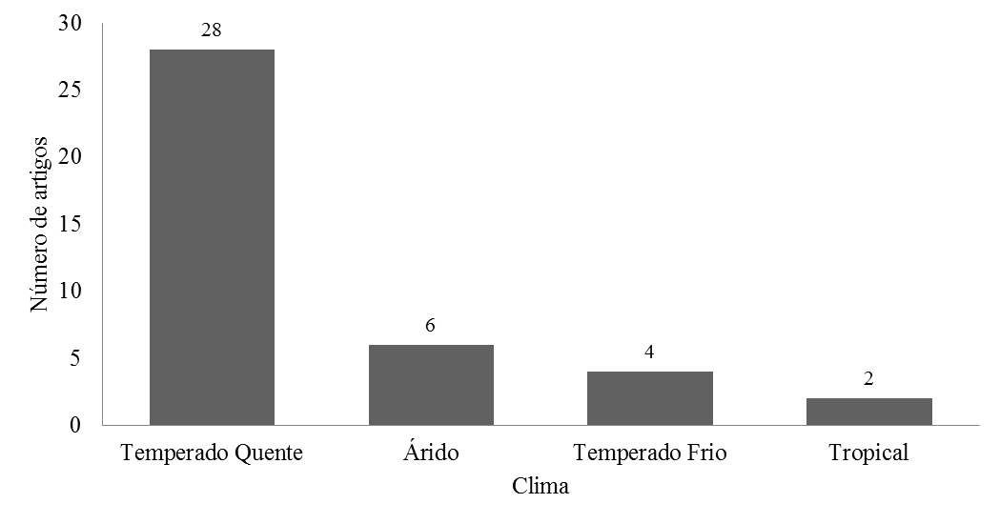 30
28
25
20
15
10
5
0
Número de artigos
6
4
2
Temperado Quente
Árido
Temperado Frio
Tropical
Clima